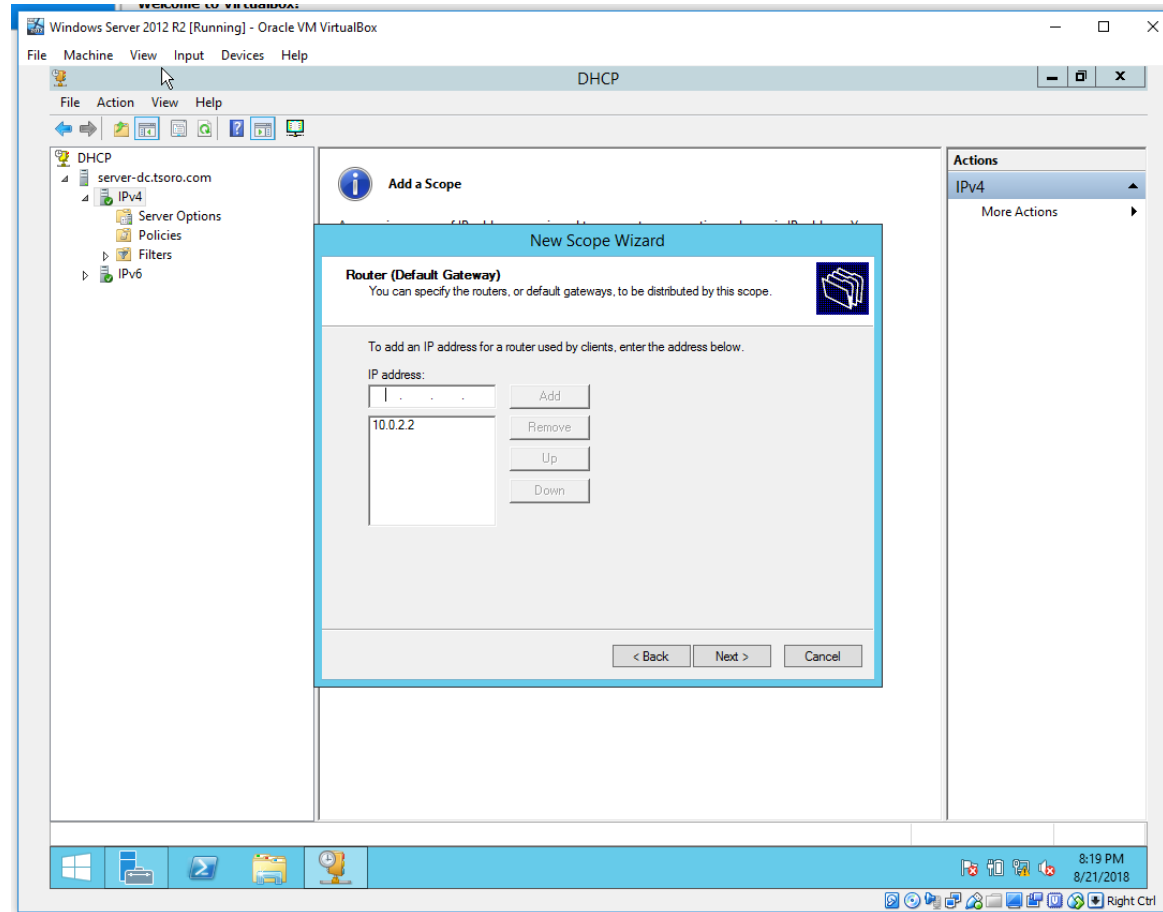 Welcome to VirtualBox!
Windows Server 2012 R2 [Running] - Oracle VM VirtualBox
File Machine View Input Devices Help
DHCP
File Action View Help
DHCP
server-dc.tsoro.com
IPv4
Server Options
Policies
Filters
IPv6
Add a Scope
New Scope Wizard
Router (Default Gateway)
You can specify the routers, or default gateways, to be distributed by this scope.
To add an IP address for a router used by clients, enter the address below.
IP address:
. . .
Add
10.0.2.2
Remove
Up
Down
< Back Next > Cancel
Actions
IPv4
More Actions
8:19 PM
8/21/2018
Right Ctrl